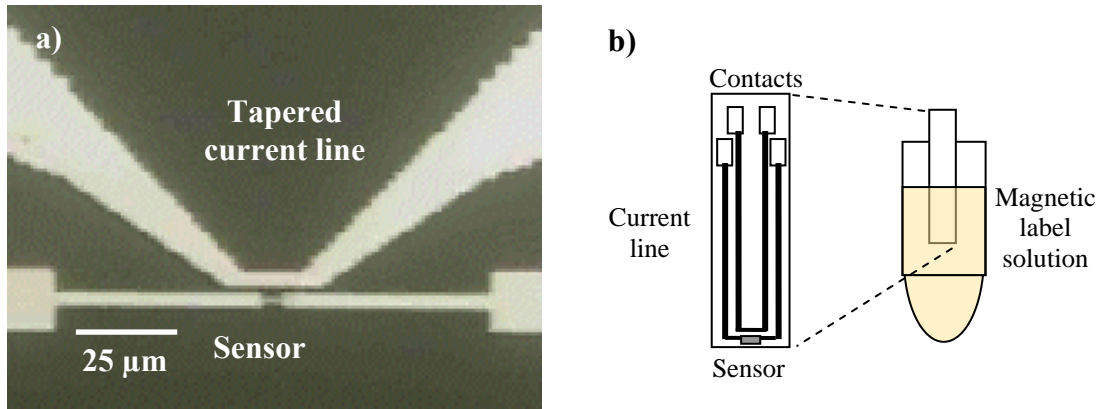 a)
Tapered
current line
25 µm
Sensor
b)
Contacts
Current
line
Sensor
Magnetic
label
solution